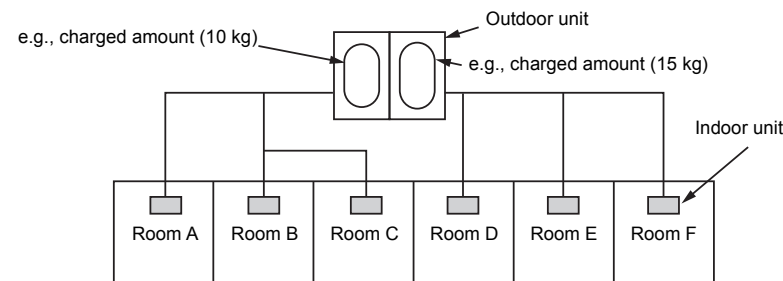 Outdoor unit
e.g., charged amount (10 kg)
e.g., charged amount (15 kg)
Indoor unit
Room A Room B Room C Room D Room E Room F